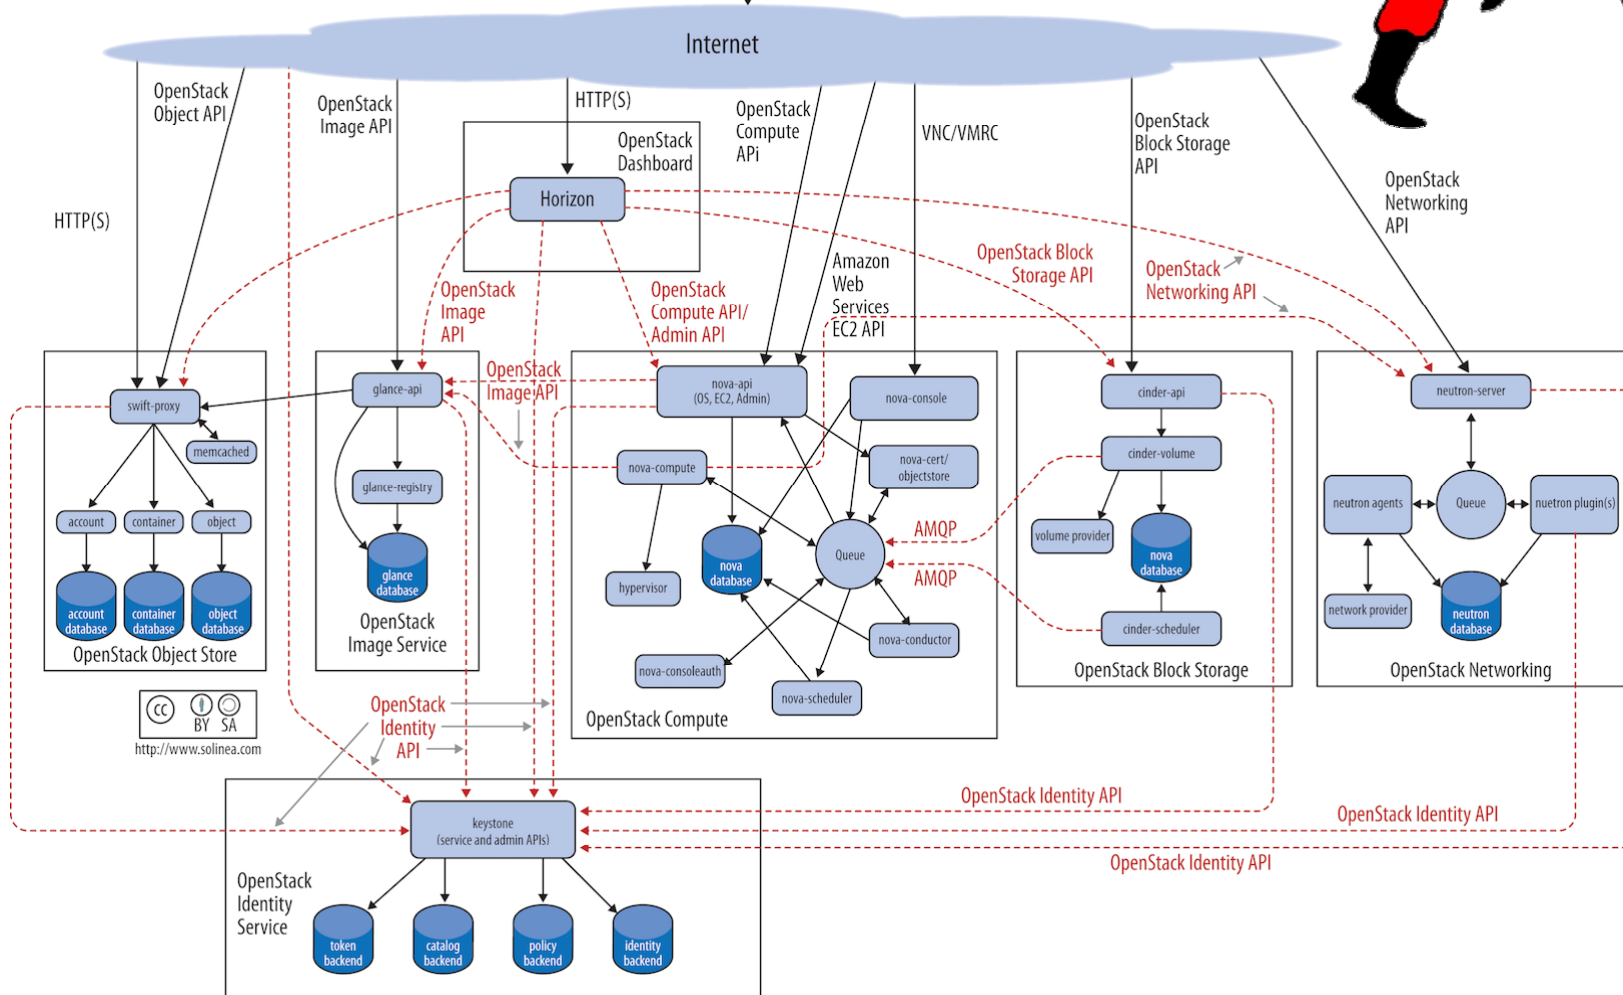 Internet
OpenStack
Object API
OpenStack
Image API
HTTP(S)
OpenStack
Compute
APi
VNC/VMRC
OpenStack
Block Storage
API
OpenStack
Networking
API
HTTP(S)
OpenStack
Dashboard
Horizon
OpenStack
Image
API
OpenStack
Compute API/
Admin API
Amazon
Web
Services
EC2 API
OpenStack Block
Storage API
OpenStack
Networking API
swift-proxy
memcached
account
container
object
account
database
container
database
object
database
OpenStack Object Store
glance-api
glance-registry
glance
database
OpenStack
Image Service
OpenStack
Image API
nova-api
(OS, EC2, Admin)
nova-console
nova-compute
nova-cert/
objectstore
hypervisor
nova
database
Queue
nova-conductor
nova-consoleauth
nova-scheduler
OpenStack Compute
AMQP
AMQP
cinder-api
cinder-volume
volume provider
nova
database
cinder-scheduler
OpenStack Block Storage
neutron-server
neutron agents
Queue
nuetron plugin(s)
network provider
neutron
database
OpenStack Networking
cc
BY SA
http://www.solinea.com
OpenStack
Identity
API
OpenStack Identity API
OpenStack Identity API
OpenStack Identity API
keystone
(service and admin APIs)
OpenStack
Identity
Service
token
backend
catalog
backend
policy
backend
identity
backend